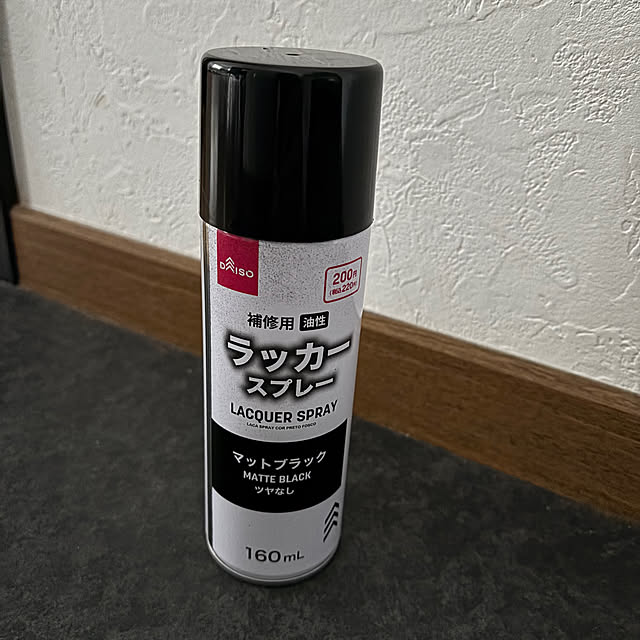 DAISO
200円
(税込220円)
補修用 油性
ラッカー
スプレー
LACQUER SPRAY
LACA SPRAY COR PRETO FOSCO
マットブラック
MATTE BLACK
ツヤなし
160mL